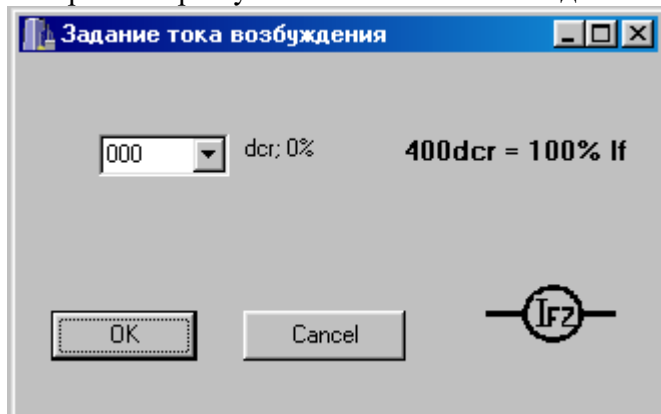 Задание тока возбуждения
000
dcr; 0%
400dcr = 100% If
IFZ
OK
Cancel